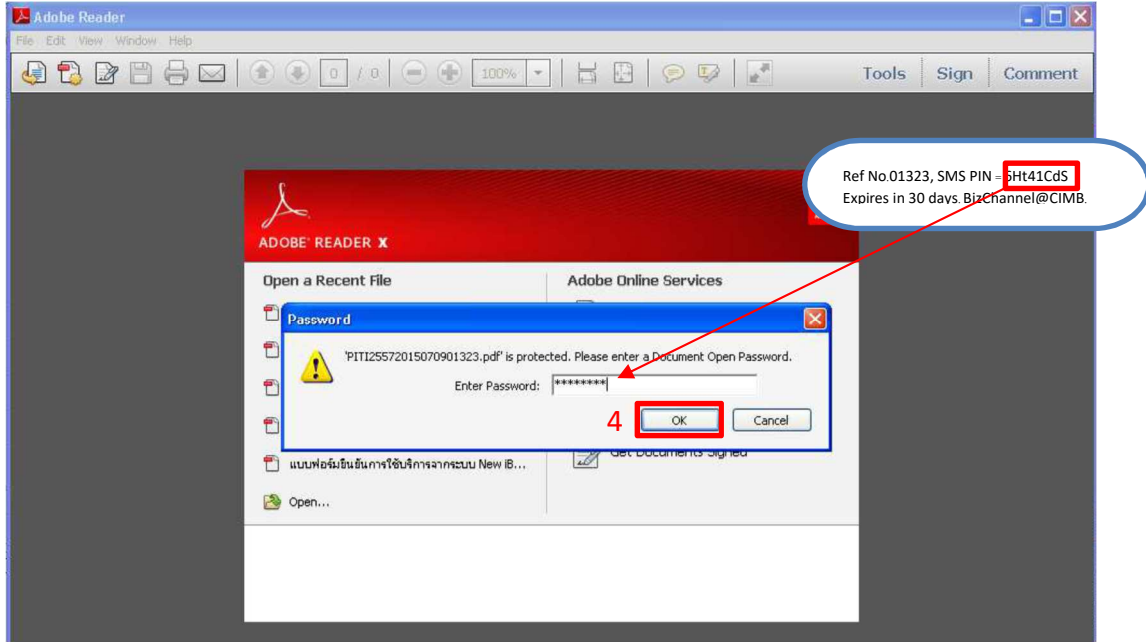 Adobe Reader
File Edit View Window Help
0 / 0 100% Tools Sign Comment
Ref No.01323, SMS PIN = 5Ht41CdS
Expires in 30 days. BizChannel@CIMB.
ADOBE® READER X
Open a Recent File
Adobe Online Services
Password
'PITI25572015070901323.pdf' is protected. Please enter a Document Open Password.
Enter Password: ********
4 OK Cancel
Get Documents Signed
แบบฟอร์มยืนยันการใช้บริการจากระบบ New iB...
Open...